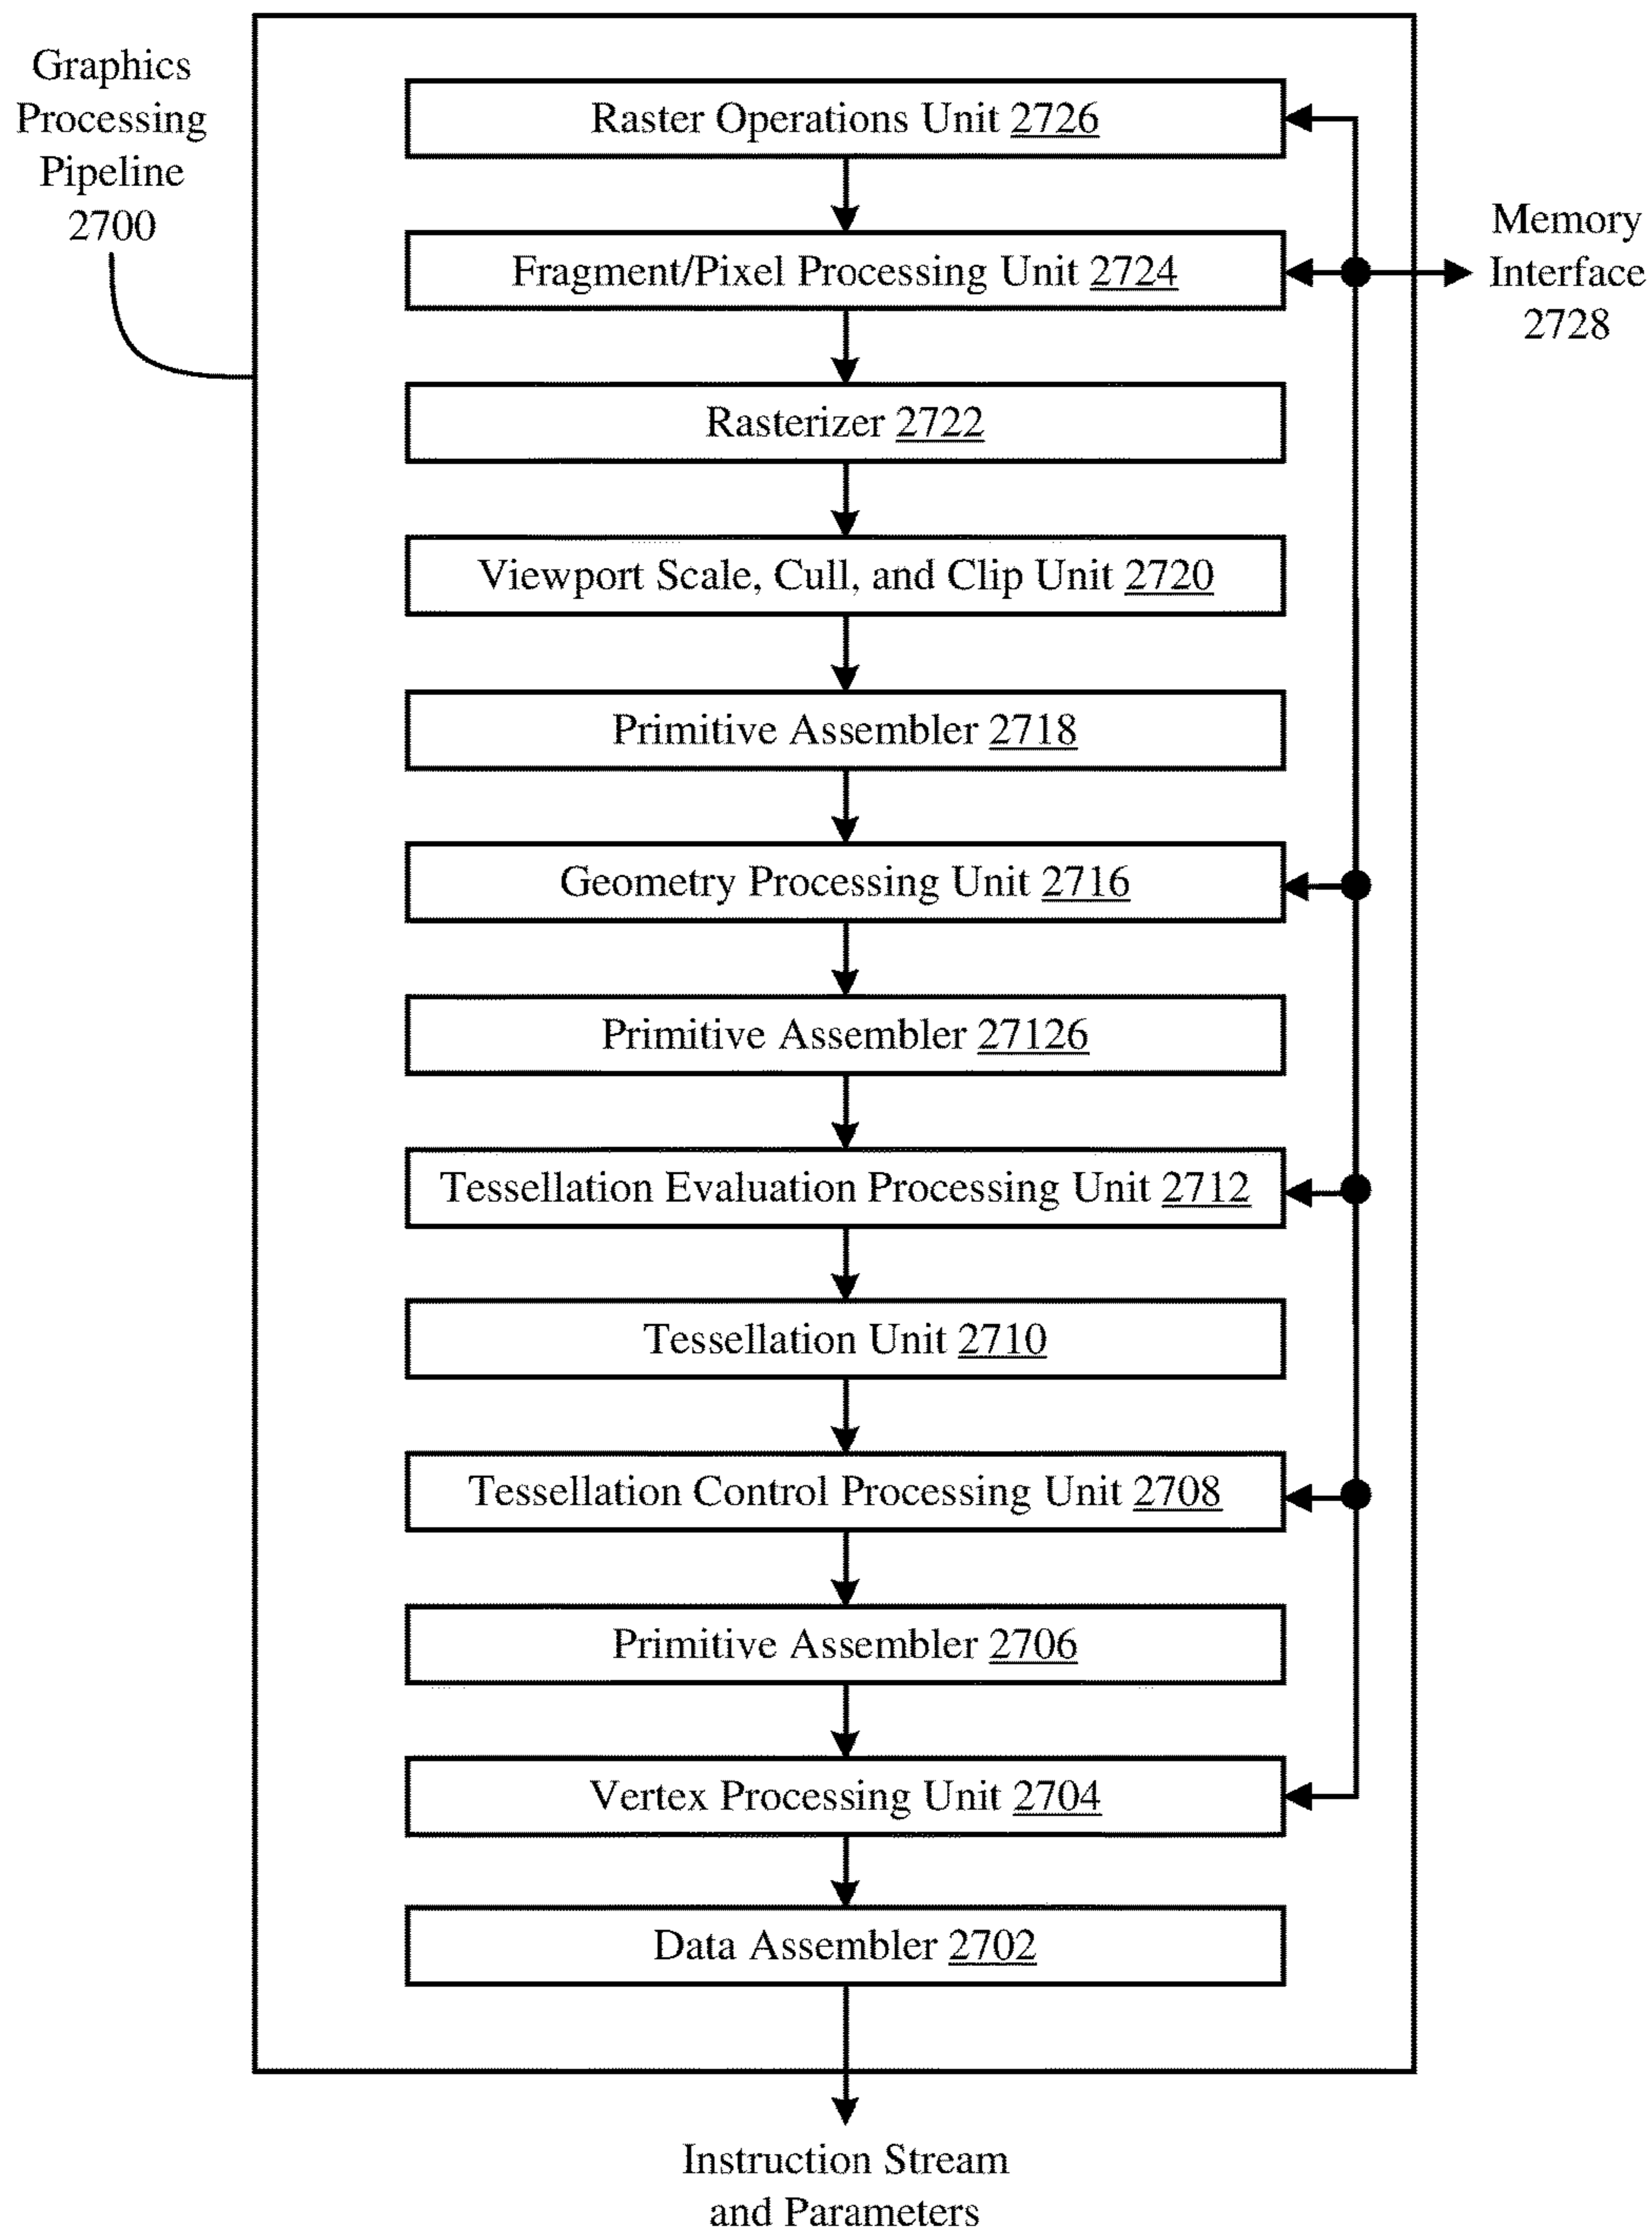 Graphics
Processing
Pipeline
2700
Raster Operations Unit 2726
Fragment/Pixel Processing Unit 2724
Memory
Interface
2728
Rasterizer 2722
Viewport Scale, Cull, and Clip Unit 2720
Primitive Assembler 2718
Geometry Processing Unit 2716
Primitive Assembler 27126
Tessellation Evaluation Processing Unit 2712
Tessellation Unit 2710
Tessellation Control Processing Unit 2708
Primitive Assembler 2706
Vertex Processing Unit 2704
Data Assembler 2702
Instruction Stream
and Parameters